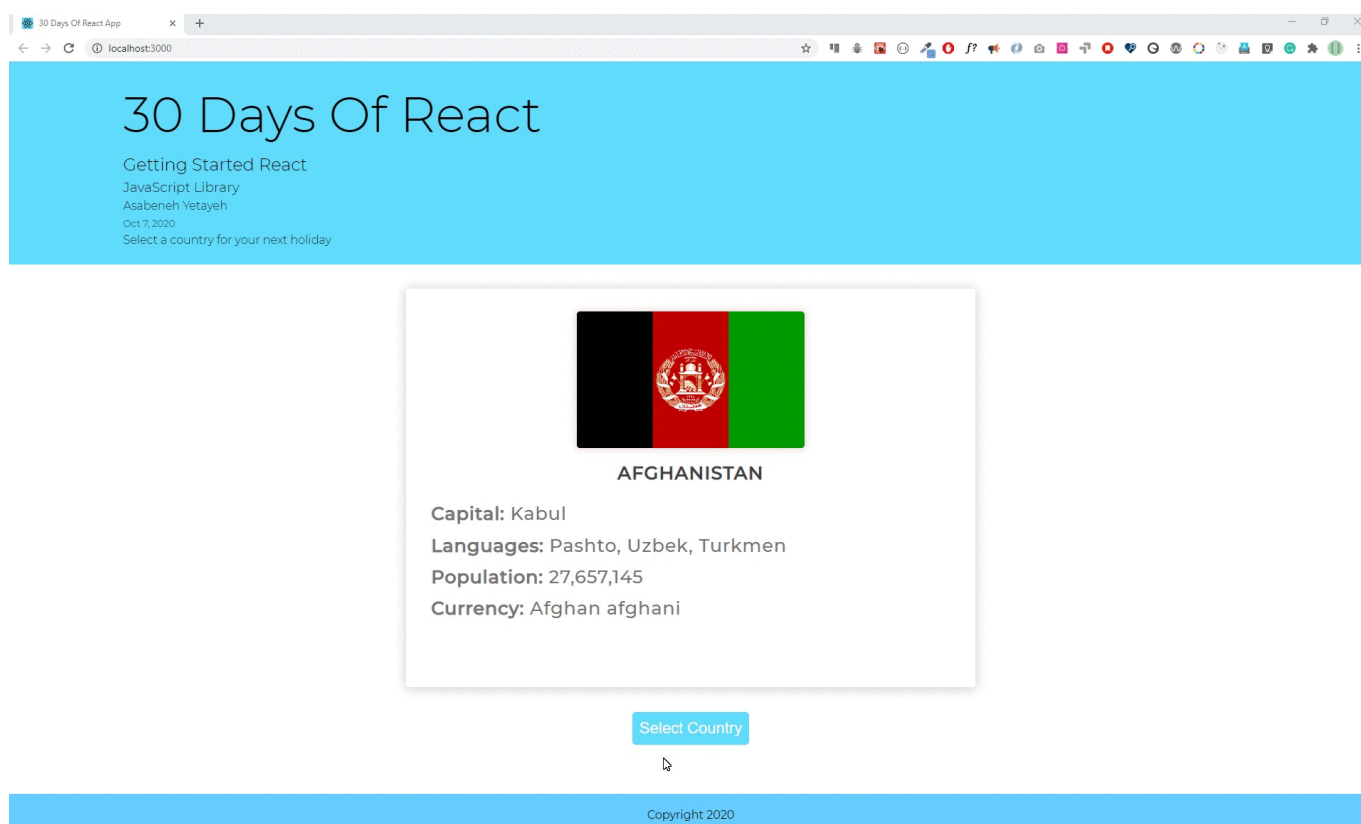 30 Days Of React App
localhost:3000
30 Days Of React
Getting Started React
JavaScript Library
Asabeneh Yetayeh
Oct 7, 2020
Select a country for your next holiday
AFGHANISTAN
Capital: Kabul
Languages: Pashto, Uzbek, Turkmen
Population: 27,657,145
Currency: Afghan afghani
Select Country
Copyright 2020